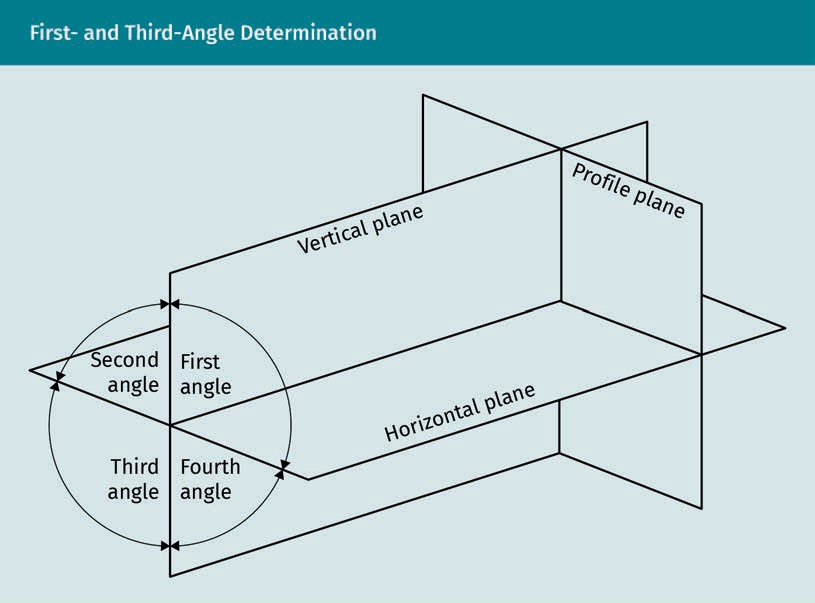 First- and Third-Angle Determination
Profile plane
Vertical plane
Second
angle
First
angle
Horizontal plane
Third
angle
Fourth
angle